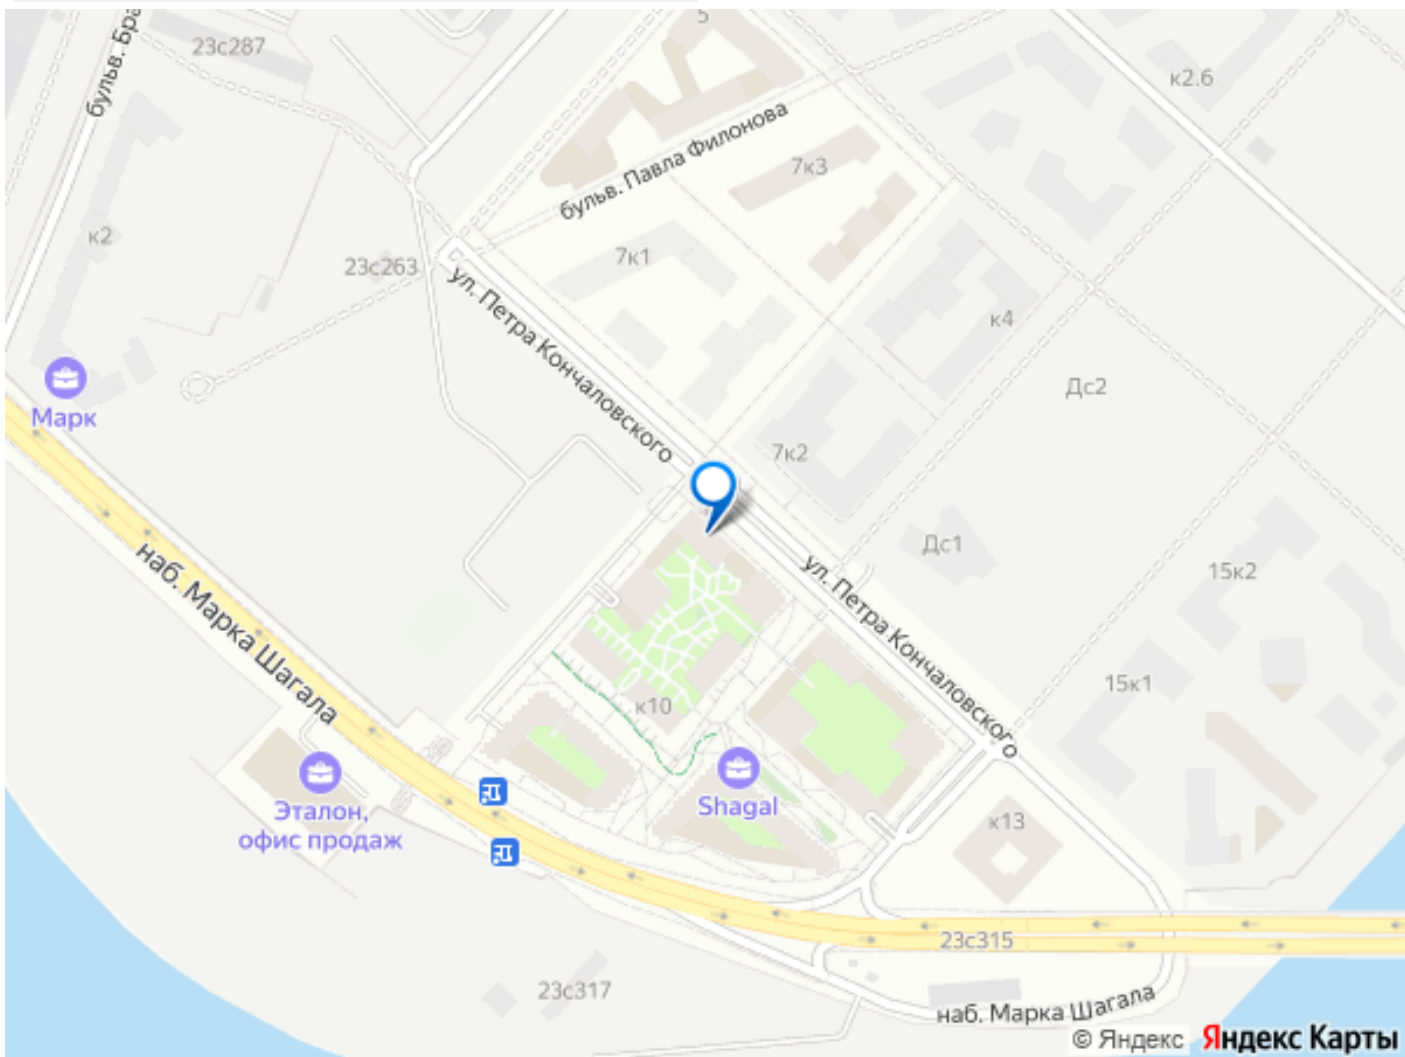 5
23с287
бульв. Бра
к2.6
бульв. Павла Филонова
7к3
к2
23с263
7к1
ул. Петра Кончаловского
к4
Дс2
Марк
7к2
Дс1
15к2
наб. Марка Шагала
ул. Петра Кончаловского
15к1
к10
Shagal
Эталон,
офис продаж
к13
23с315
23с317
наб. Марка Шагала
© Яндекс Яндекс Карты